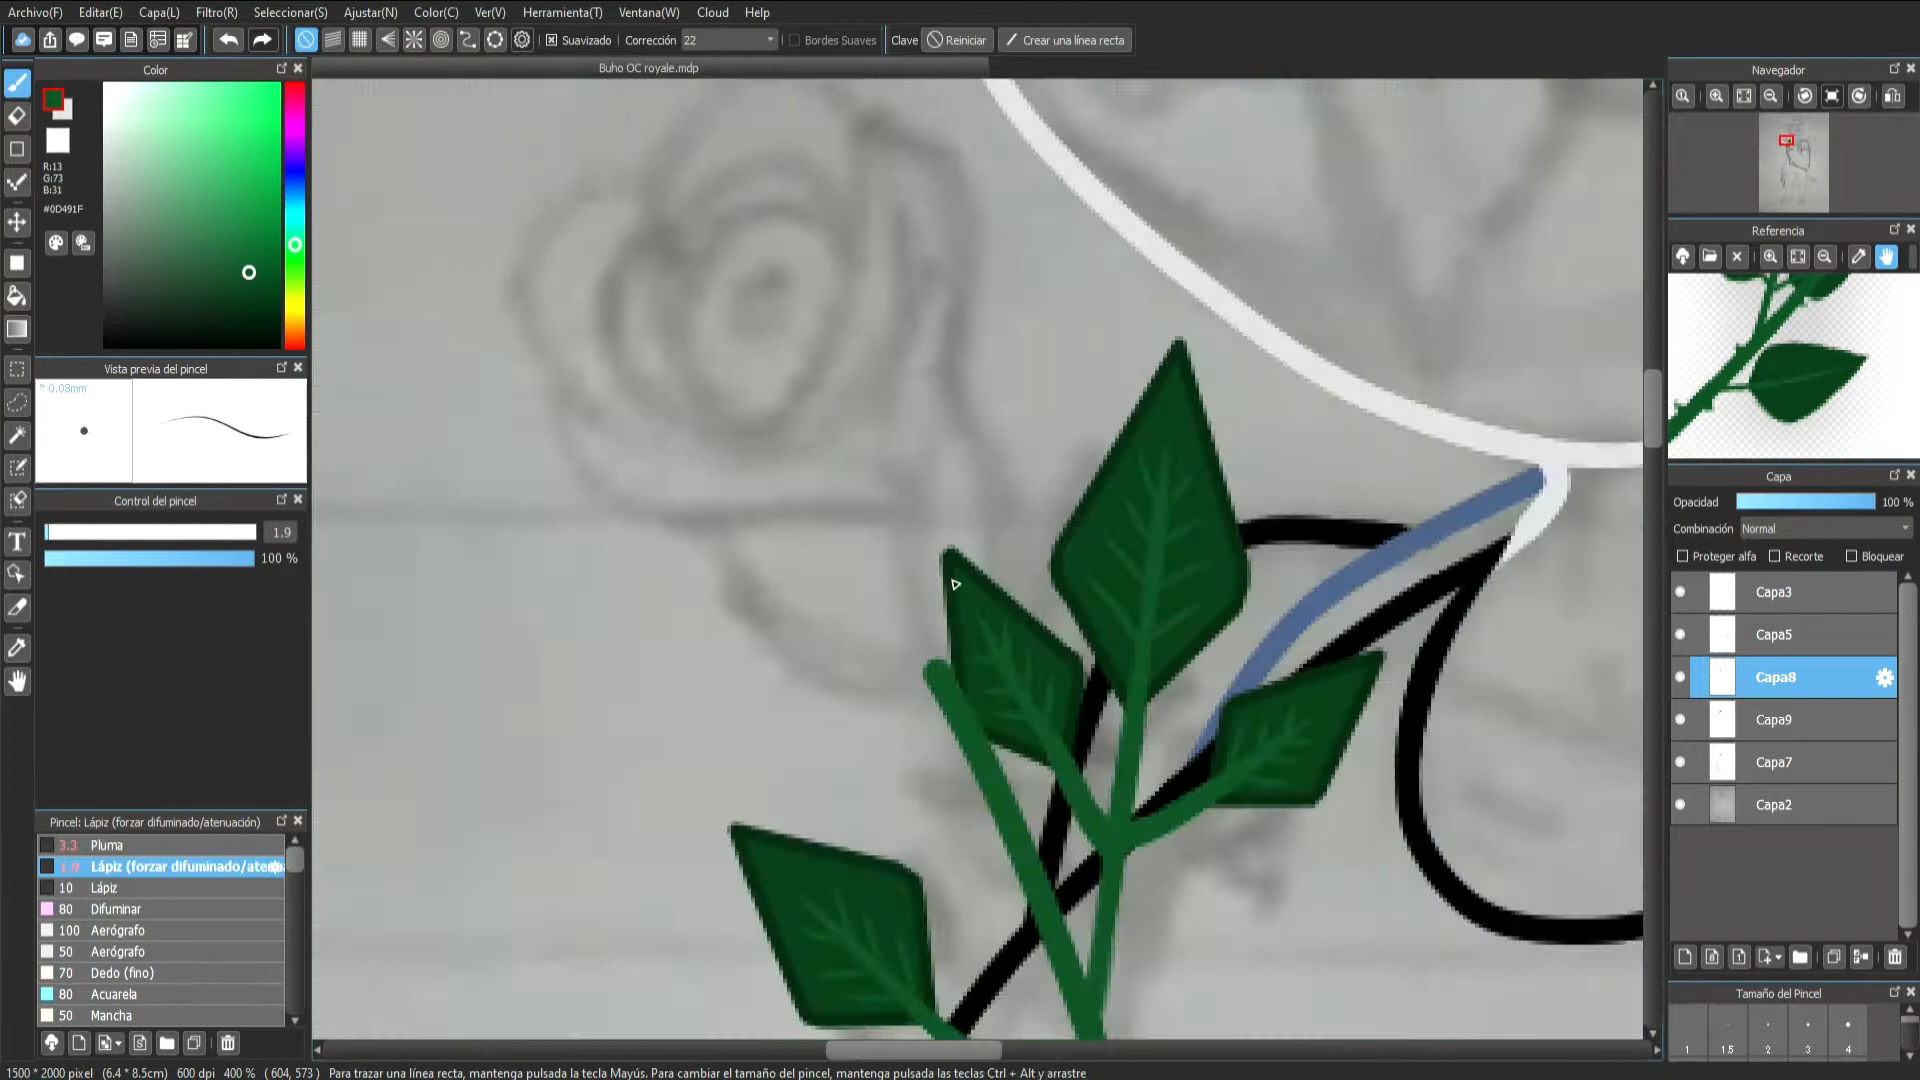 Archivo(F) Editar(E) Capa(L) Filtro(R) Seleccionar(S) Ajustar(N) Color(C) Ver(V) Herramienta(T) Ventana(W) Cloud Help
Suavizado Corrección 22 Bordes Suaves Clave Reiniciar Crear una línea recta
Color
Buho OC royale.mdp
Navegador
R:13
G:73
B:31
#0D491F
Referencia
Vista previa del pincel
* 0.08mm
Control del pincel
1.9
100 %
Capa
Opacidad 100 %
Combinación Normal
Proteger alfa Recorte Bloquear
Capa3
Capa5
Capa8
Capa9
Capa7
Capa2
Pincel: Lápiz (forzar difuminado/atenuación)
3.3 Pluma
1.9 Lápiz (forzar difuminado/aten
10 Lápiz
80 Difuminar
100 Aerógrafo
50 Aerógrafo
70 Dedo (fino)
80 Acuarela
50 Mancha
Tamaño del Pincel
1 1.5 2 3 4
1500 * 2000 pixel (6.4 * 8.5cm) 600 dpi 400 % ( 604, 573 ) Para trazar una línea recta, mantenga pulsada la tecla Mayús. Para cambiar el tamaño del pincel, mantenga pulsadas las teclas Ctrl + Alt y arrastre